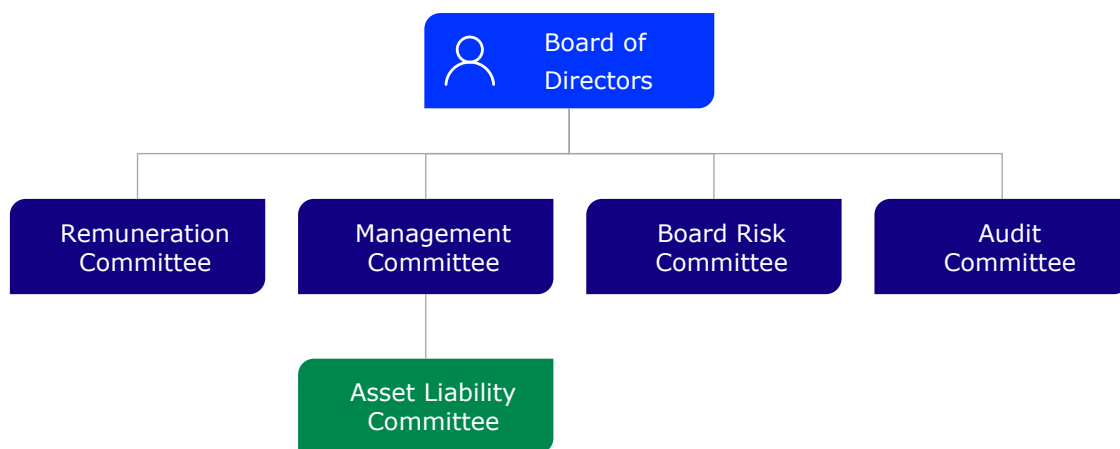 Board of
Directors
Remuneration
Committee
Management
Committee
Board Risk
Committee
Audit
Committee
Asset Liability
Committee